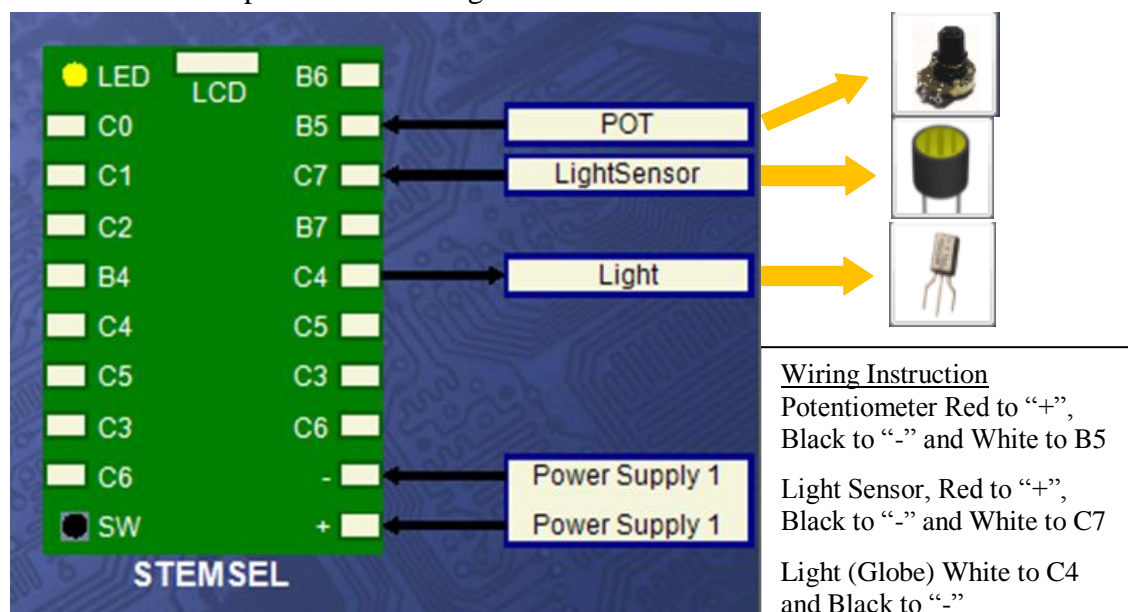 LED
LCD
B6
C0
B5
POT
C1
C7
LightSensor
C2
B7
B4
C4
Light
C4
C5
C5
C3
C3
C6
C6
-
Power Supply 1
SW
+
Power Supply 1
STEMSEL
Wiring Instruction
Potentiometer Red to “+”,
Black to “-” and White to B5
Light Sensor, Red to “+”,
Black to “-” and White to C7
Light (Globe) White to C4
and Black to “-”